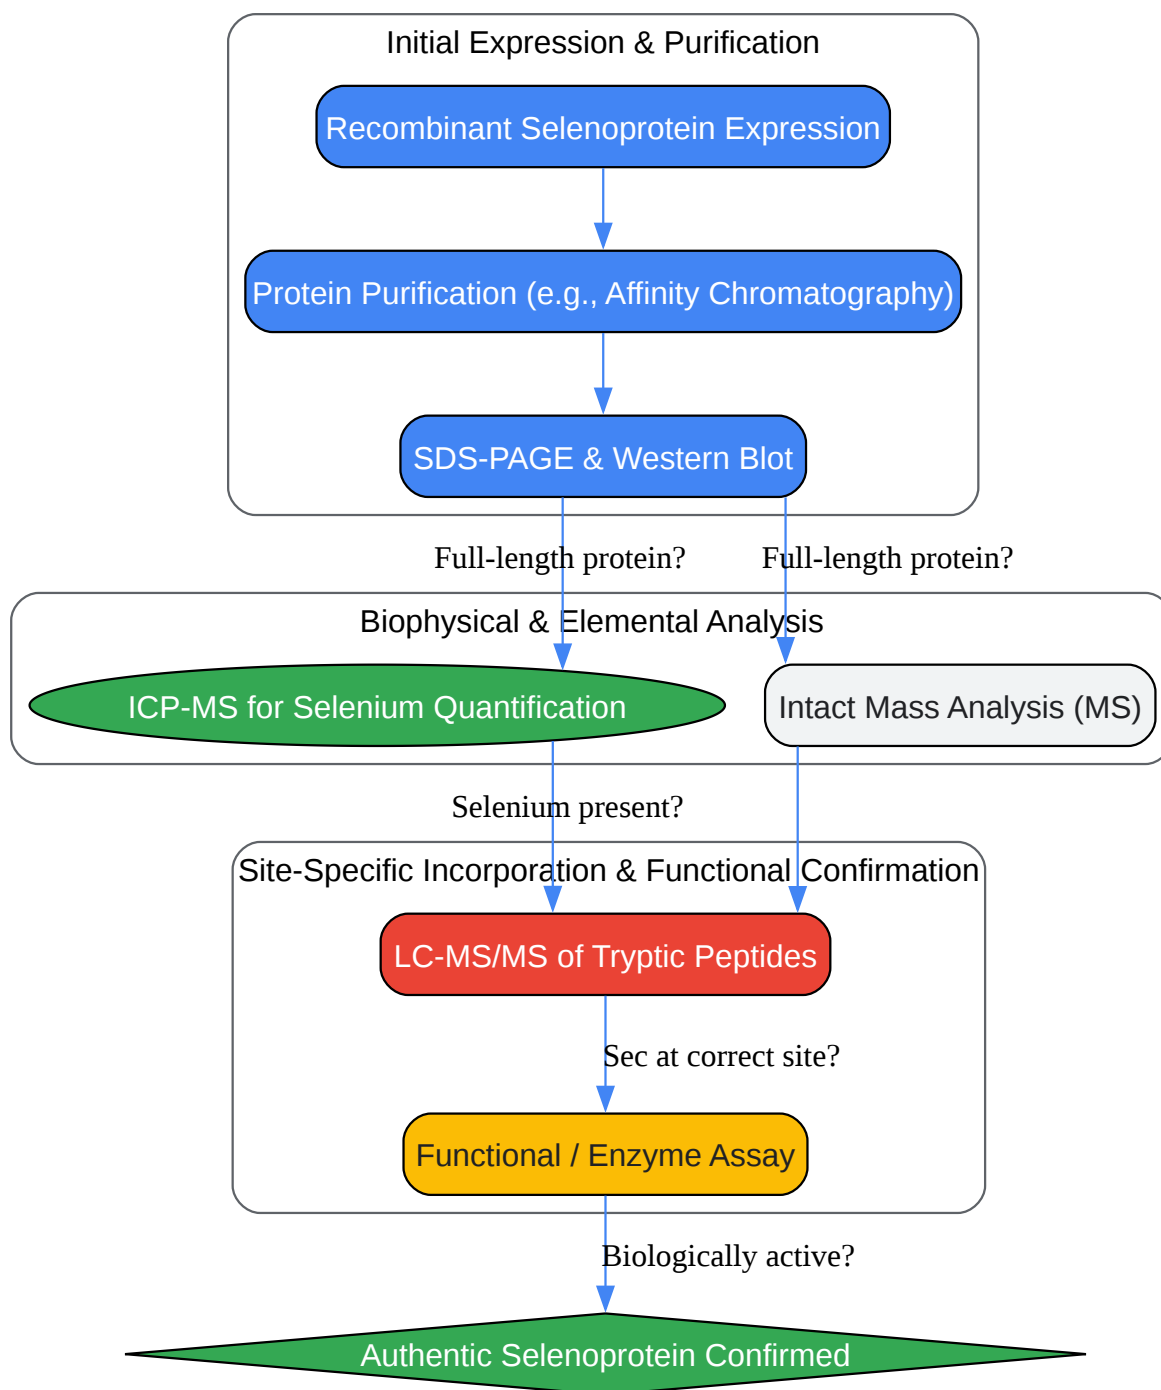 Initial Expression & Purification
Recombinant Selenoprotein Expression
Protein Purification (e.g., Affinity Chromatography)
SDS-PAGE & Western Blot
Full-length protein?
Full-length protein?
Biophysical & Elemental Analysis
ICP-MS for Selenium Quantification
Intact Mass Analysis (MS)
Selenium present?
Site-Specific Incorporation & Functional Confirmation
LC-MS/MS of Tryptic Peptides
Sec at correct site?
Functional / Enzyme Assay
Biologically active?
Authentic Selenoprotein Confirmed